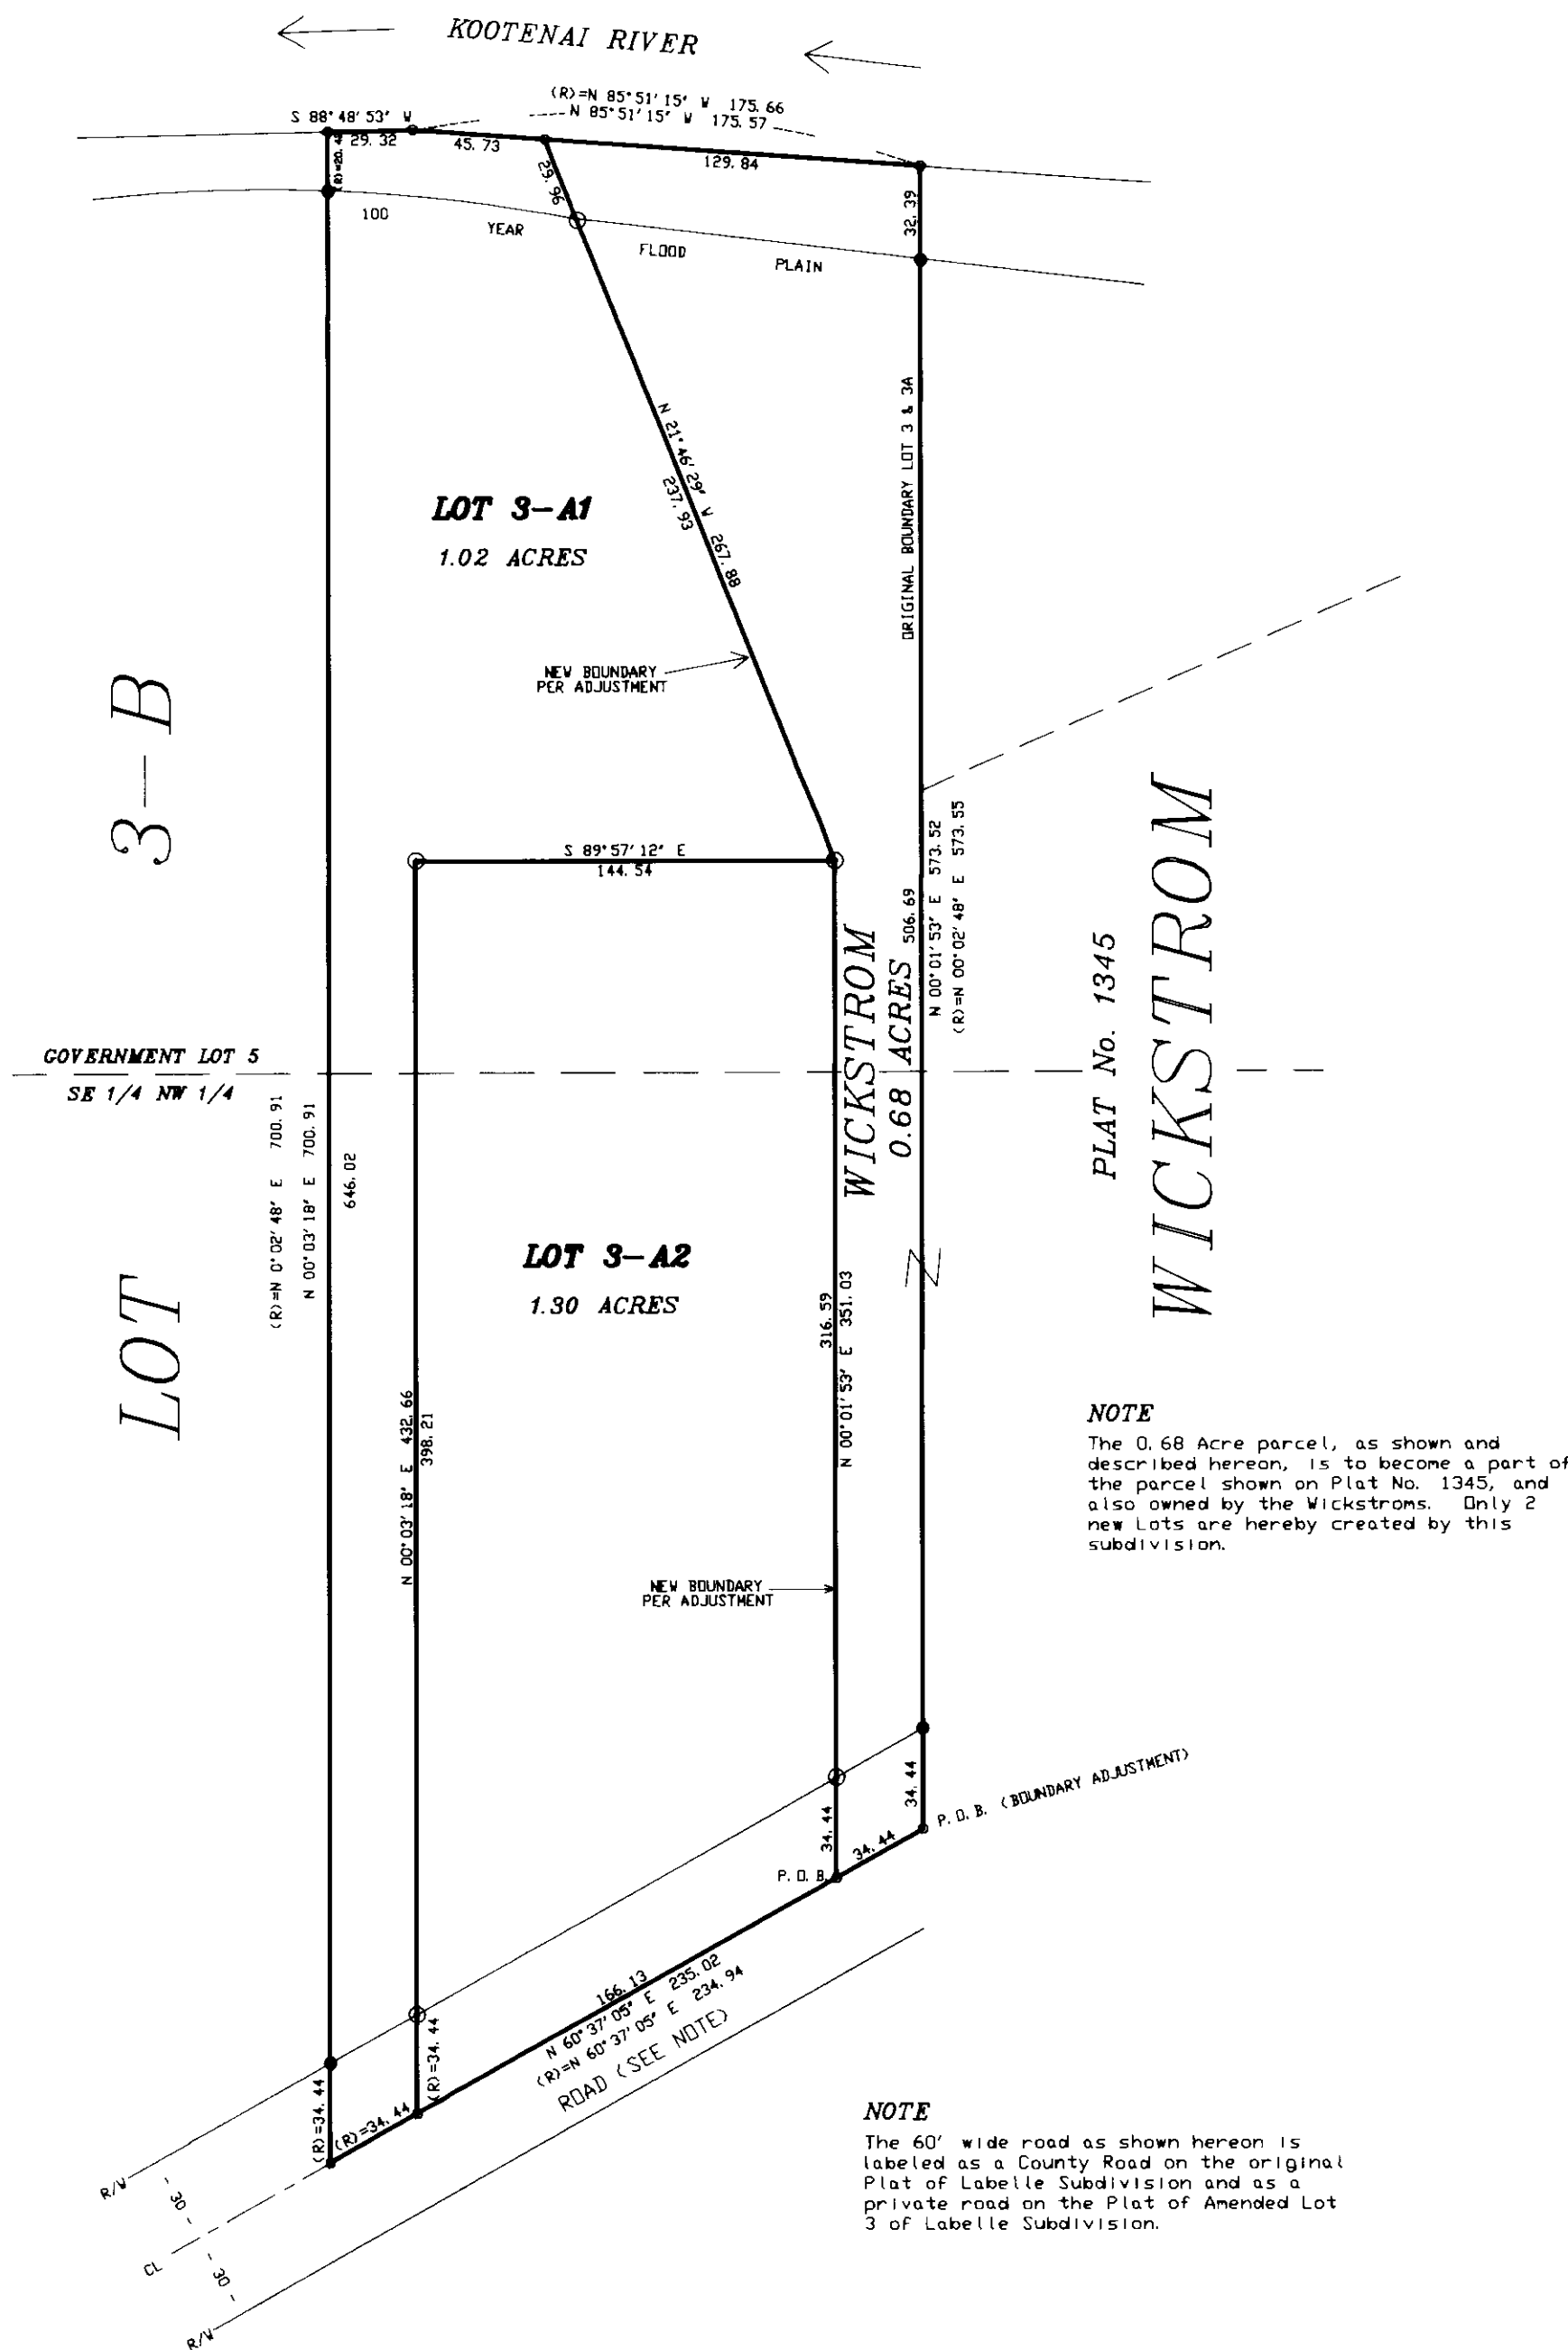 KOOTENAI RIVER
(R)=N 85°51'15" W 175.66
N 85°51'15" W 175.57
S 88°48'53" W
29.32
45.73
129.84
29.96
32.39
100 YEAR FLOOD PLAIN
ORIGINAL BOUNDARY LOT 3 & 3A
N 21°46'29" W 267.88
237.93
LOT 3-A1
1.02 ACRES
NEW BOUNDARY
PER ADJUSTMENT
LOT 3-B
S 89°57'12" E
144.54
WICKSTROM
0.68 ACRES
506.69
N 00°01'53" E 573.52
(R)=N 00°02'48" E 573.55
PLAT No. 1345
WICKSTROM
GOVERNMENT LOT 5
SE 1/4 NW 1/4
(R)=N 0°02'48" E 700.91
N 00°03'18" E 700.91
646.02
LOT 3-A2
1.30 ACRES
316.59
N 00°01'53" E 351.03
N 00°03'18" E 432.66
398.21
NEW BOUNDARY
PER ADJUSTMENT
NOTE
The 0.68 Acre parcel, as shown and
described hereon, is to become a part of
the parcel shown on Plat No. 1345, and
also owned by the Wickstroms. Only 2
new Lots are hereby created by this
subdivision.
34.44
P.O.B. (BOUNDARY ADJUSTMENT)
34.44
34.44
P.O.B.
166.13
N 60°37'05" E 235.02
(R)=N 60°37'05" E 234.94
ROAD (SEE NOTE)
(R)=34.44
(R)=34.44
(R)=34.44
R/W
30
CL
30
R/W
NOTE
The 60' wide road as shown hereon is
labeled as a County Road on the original
Plat of Labelle Subdivision and as a
private road on the Plat of Amended Lot
3 of Labelle Subdivision.